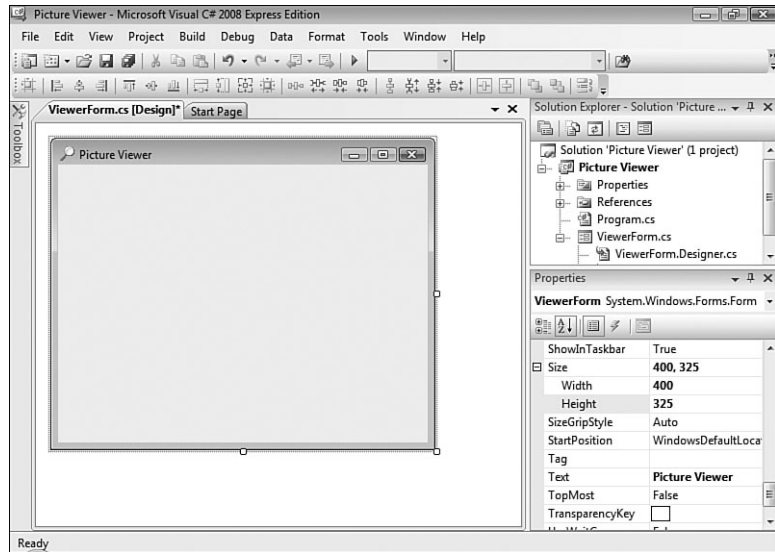 Picture Viewer - Microsoft Visual C# 2008 Express Edition
File Edit View Project Build Debug Data Format Tools Window Help
Toolbox
ViewerForm.cs [Design]* Start Page
Picture Viewer
Solution Explorer - Solution 'Picture ...
Solution 'Picture Viewer' (1 project)
Picture Viewer
Properties
References
Program.cs
ViewerForm.cs
ViewerForm.Designer.cs
Properties
ViewerForm System.Windows.Forms.Form
ShowInTaskbar True
Size 400, 325
Width 400
Height 325
SizeGripStyle Auto
StartPosition WindowsDefaultLoca
Tag
Text Picture Viewer
TopMost False
TransparencyKey
Ready